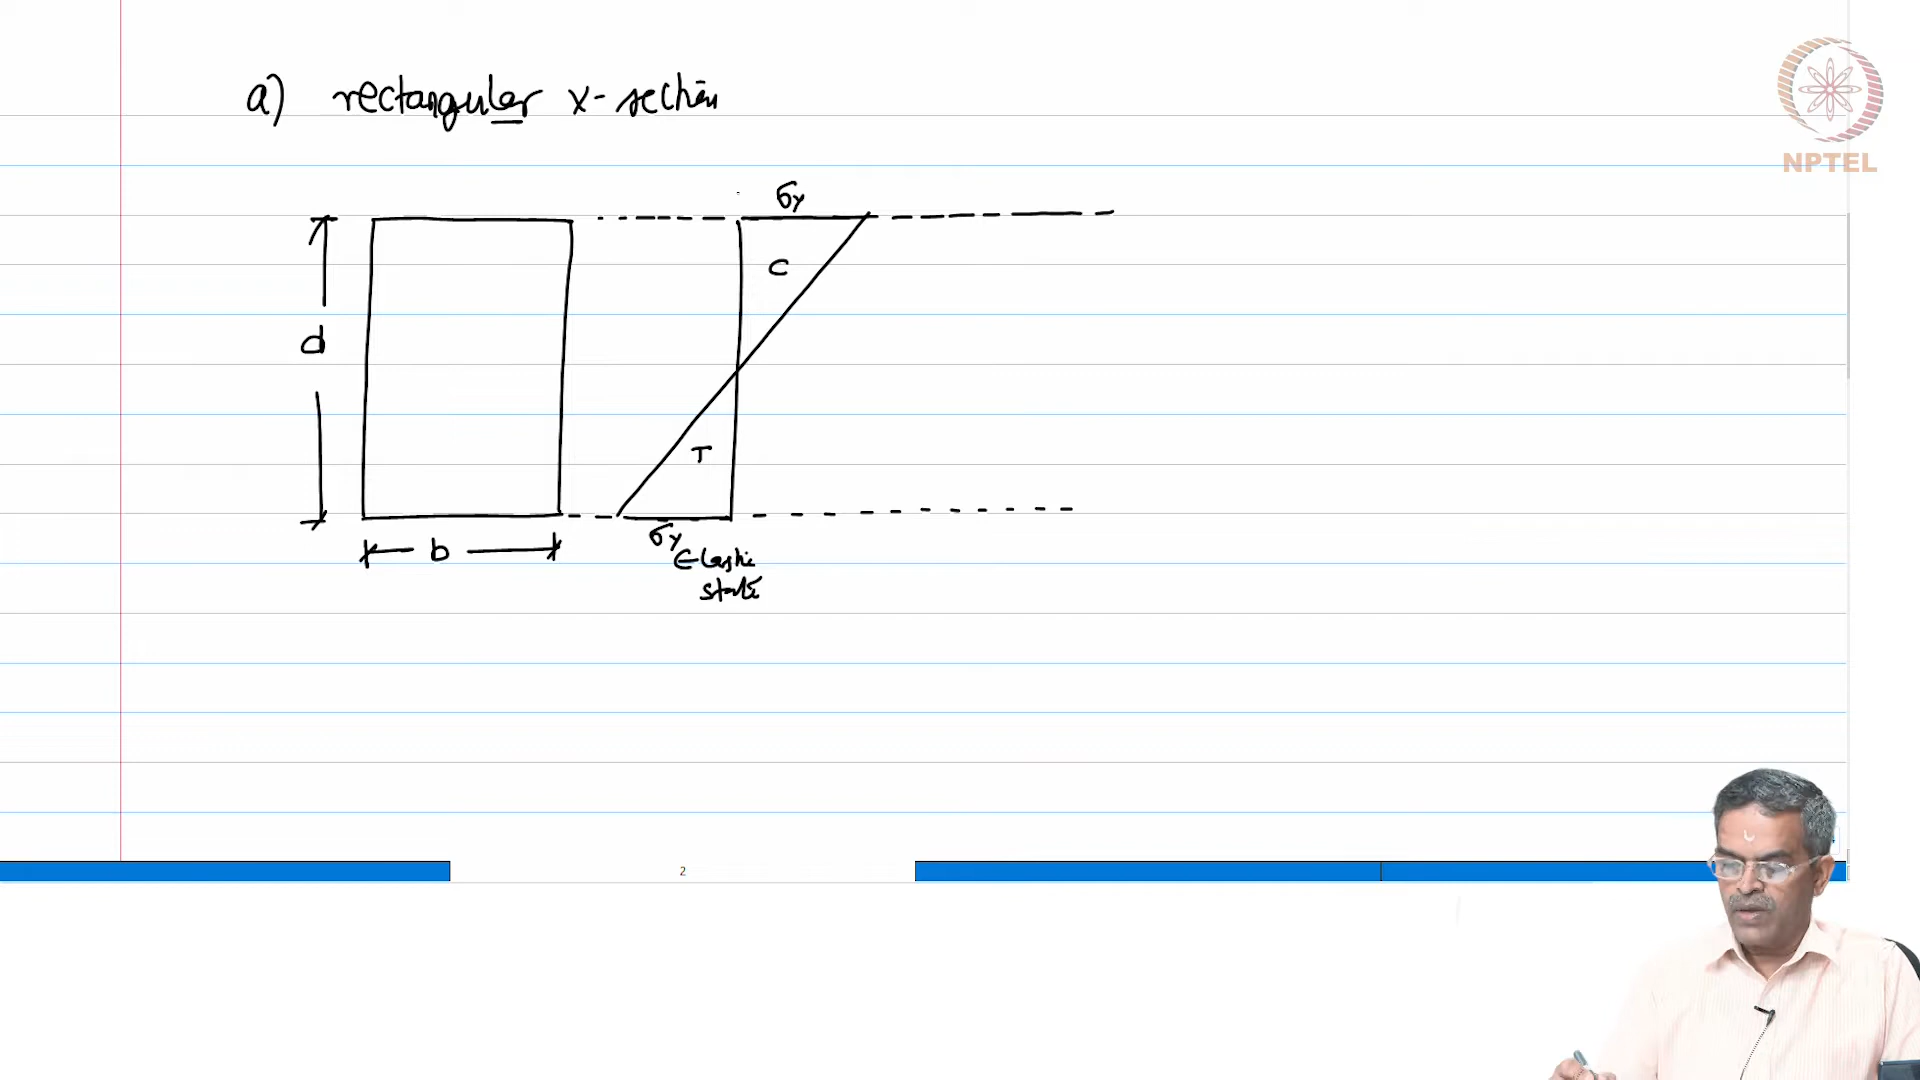 a) rectangular x-section
NPTEL
σy
C
d
T
σy
Elastic
state
b
2